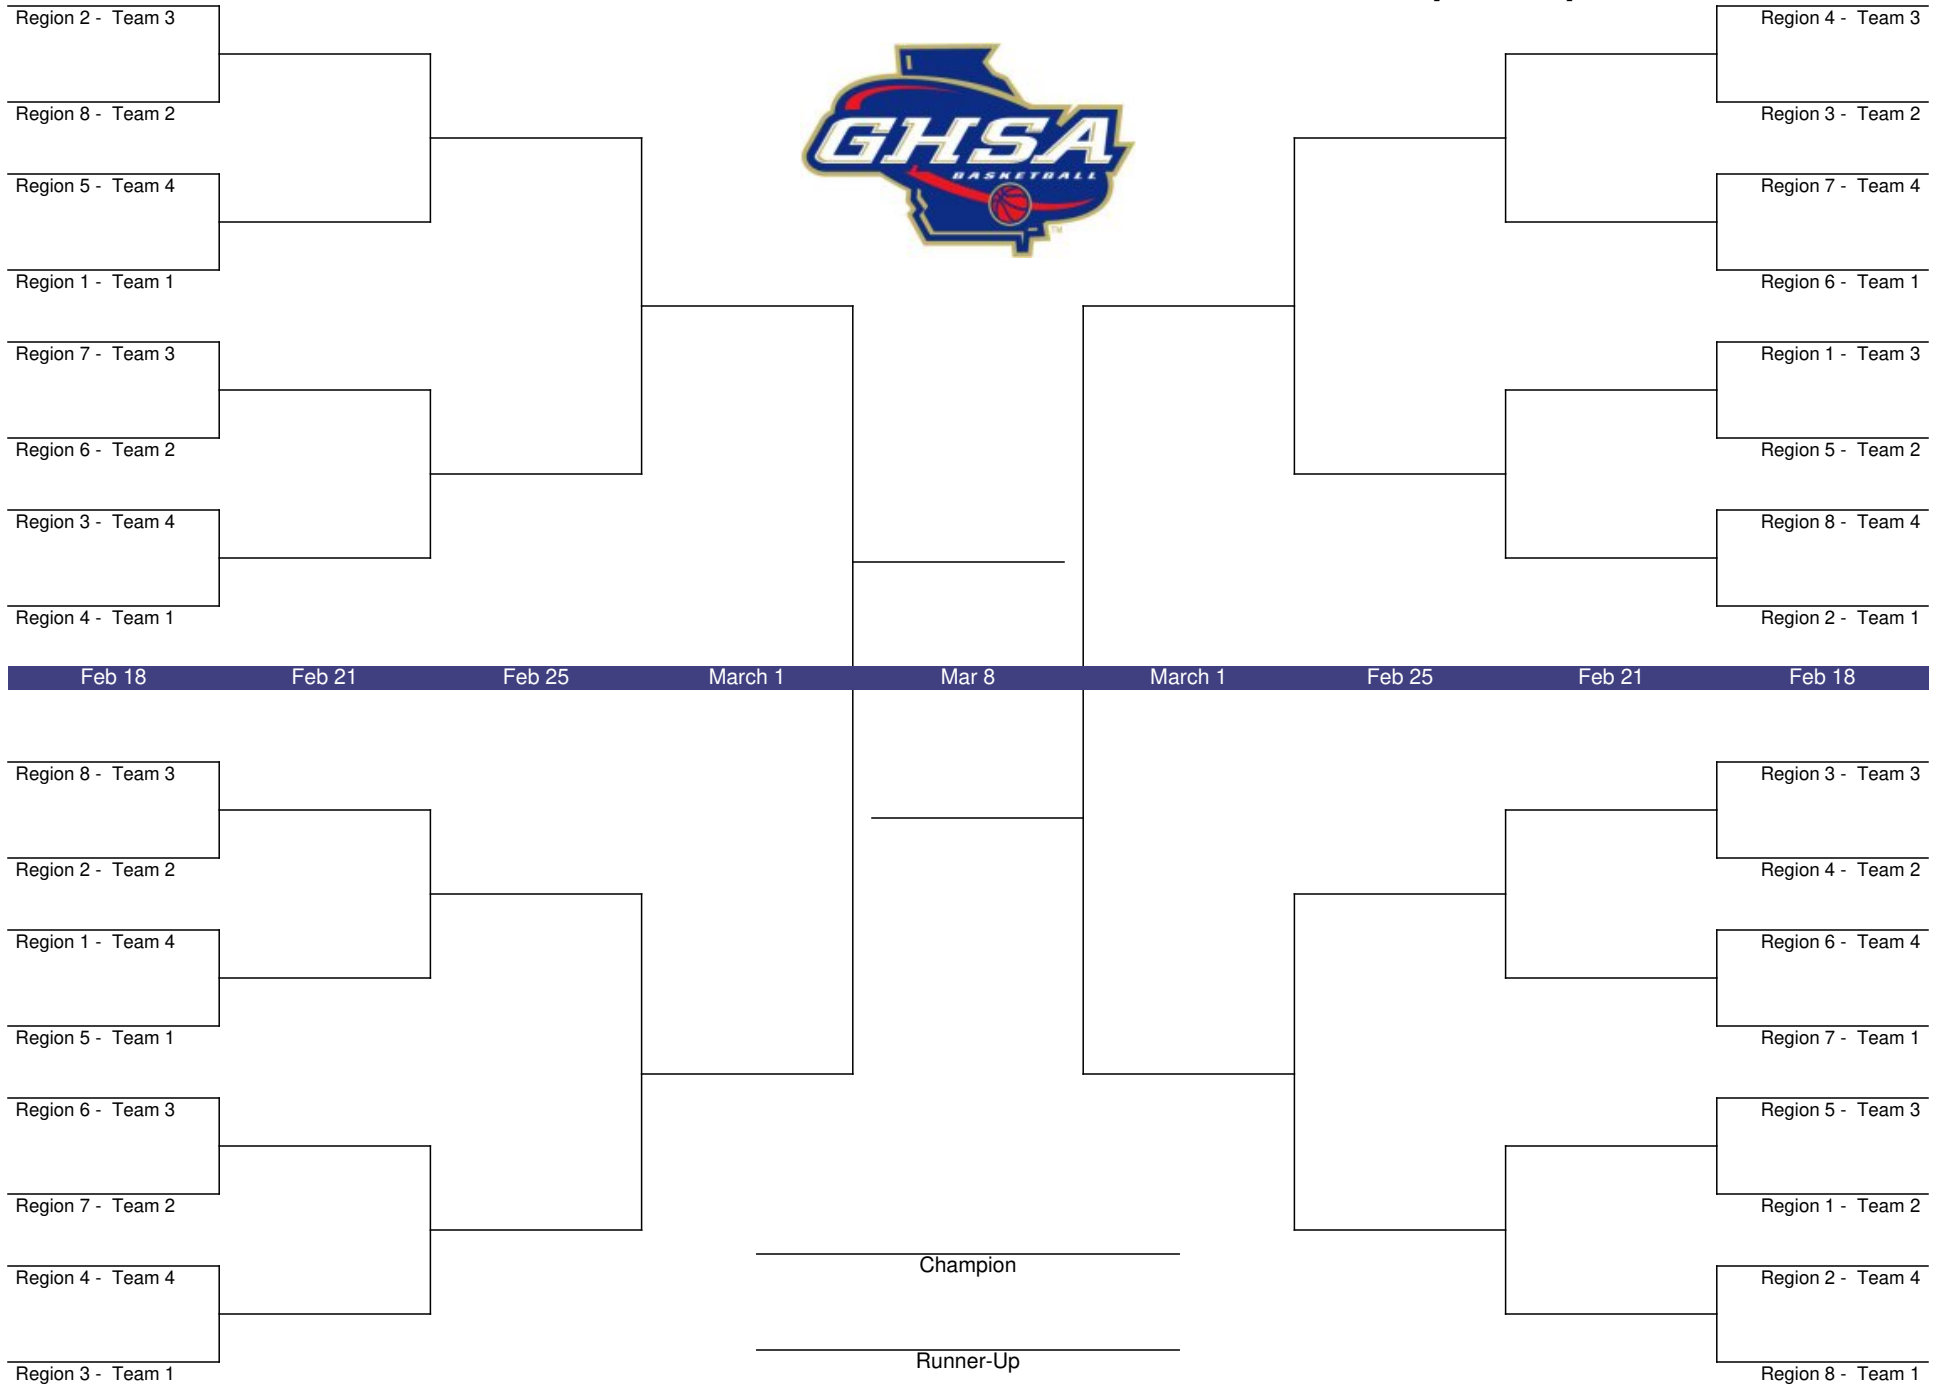 Region 2 - Team 3
Region 8 - Team 2
Region 5 - Team 4
Region 1 - Team 1
Region 7 - Team 3
Region 6 - Team 2
Region 3 - Team 4
Region 4 - Team 1
GHSA
BASKETBALL
TM
Region 4 - Team 3
Region 3 - Team 2
Region 7 - Team 4
Region 6 - Team 1
Region 1 - Team 3
Region 5 - Team 2
Region 8 - Team 4
Region 2 - Team 1
Feb 18 Feb 21 Feb 25 March 1 Mar 8 March 1 Feb 25 Feb 21 Feb 18
Region 8 - Team 3
Region 2 - Team 2
Region 1 - Team 4
Region 5 - Team 1
Region 6 - Team 3
Region 7 - Team 2
Region 4 - Team 4
Region 3 - Team 1
Champion
Runner-Up
Region 3 - Team 3
Region 4 - Team 2
Region 6 - Team 4
Region 7 - Team 1
Region 5 - Team 3
Region 1 - Team 2
Region 2 - Team 4
Region 8 - Team 1